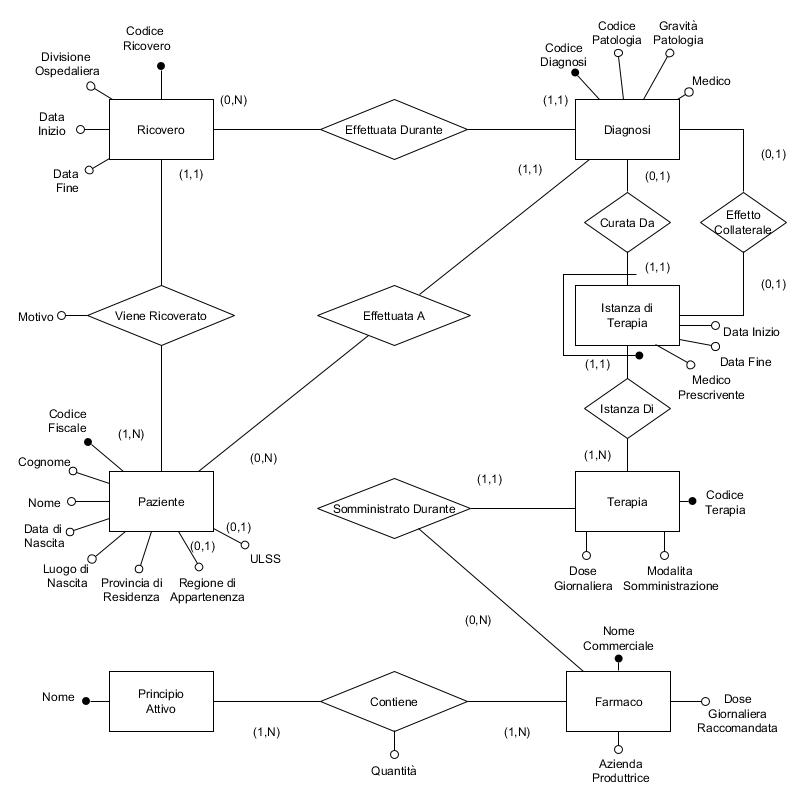 Codice
Ricovero
Divisione
Ospedaliera
Data
Inizio
Data
Fine
Ricovero
(0,N)
(1,1)
Effettuata Durante
(1,1)
Codice
Diagnosi
Codice
Patologia
Gravità
Patologia
Medico
Diagnosi
(1,1)
(0,1)
(0,1)
Curata Da
Effetto
Collaterale
(1,1)
(0,1)
Motivo
Viene Ricoverato
Effettuata A
Istanza di
Terapia
Data Inizio
Data Fine
Medico
Prescrivente
(1,1)
Istanza Di
(1,N)
Codice
Fiscale
(1,N)
(0,N)
Cognome
Nome
Data di
Nascita
Luogo di
Nascita
Provincia di
Residenza
(0,1)
Regione di
Appartenenza
(0,1)
ULSS
Paziente
Somministrato Durante
(1,1)
Terapia
Codice
Terapia
Dose
Giornaliera
Modalita
Somministrazione
(0,N)
Nome
Commerciale
Nome
Principio
Attivo
(1,N)
Contiene
Quantità
(1,N)
Farmaco
Dose
Giornaliera
Raccomandata
Azienda
Produttrice